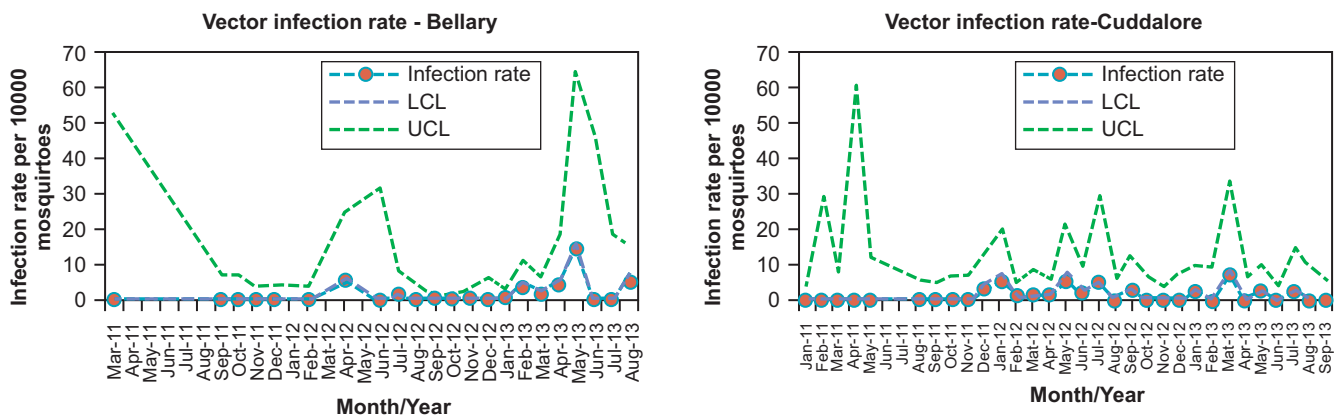 Vector infection rate - Bellary
Infection rate per 10000
mosquirtoes
70
60
50
40
30
20
10
0
Infection rate
LCL
UCL
Mar-11
Apr-11
May-11
Jun-11
Jul-11
Aug-11
Sep-11
Oct-11
Nov-11
Dec-11
Jan-12
Feb-12
Mat-12
Apr-12
May-12
Jun-12
Jul-12
Aug-12
Sep-12
Oct-12
Nov-12
Dec-12
Jan-13
Feb-13
Mat-13
Apr-13
May-13
Jun-13
Jul-13
Aug-13
Month/Year
Vector infection rate-Cuddalore
Infection rate per 10000
mosquirtoes
70
60
50
40
30
20
10
0
Infection rate
LCL
UCL
Jan-11
Feb-11
Mar-11
Apr-11
May-11
Jun-11
Jul-11
Aug-11
Sep-11
Oct-11
Nov-11
Dec-11
Jan-12
Feb-12
Mat-12
Apr-12
May-12
Jun-12
Jul-12
Aug-12
Sep-12
Oct-12
Nov-12
Dec-12
Jan-13
Feb-13
Mat-13
Apr-13
May-13
Jun-13
Jul-13
Aug-13
Sep-13
Month/Year